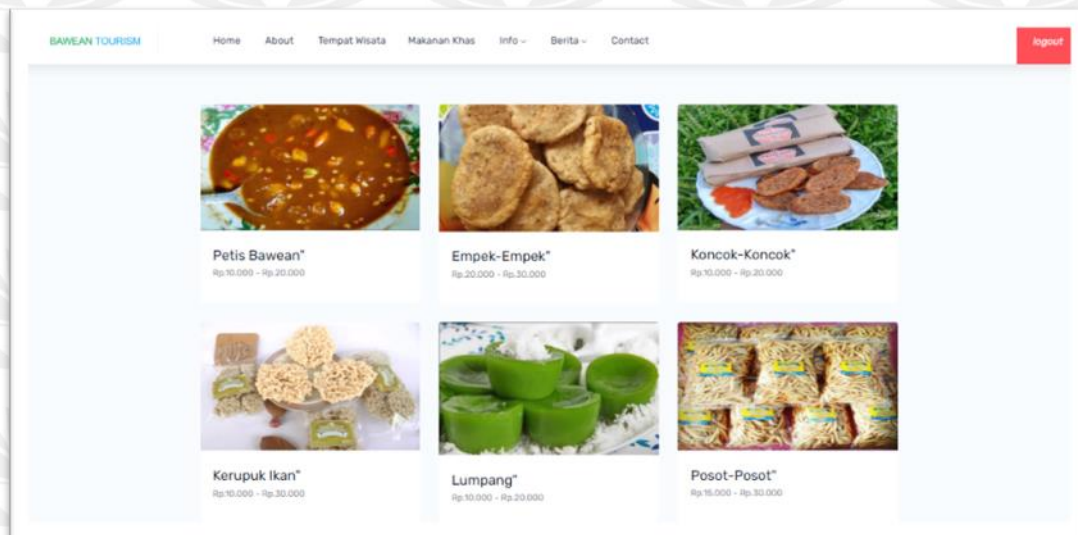 BAWEAN TOURISM
Home About Tempat Wisata Makanan Khas Info Berita Contact
logout
Petis Bawean"
Rp.10.000 - Rp.20.000
Empek-Empek"
Rp.20.000 - Rp.30.000
Koncok-Koncok"
Rp.10.000 - Rp.20.000
Kerupuk Ikan"
Rp.10.000 - Rp.30.000
Lumpang"
Rp.10.000 - Rp.20.000
Posot-Posot"
Rp.15.000 - Rp.30.000